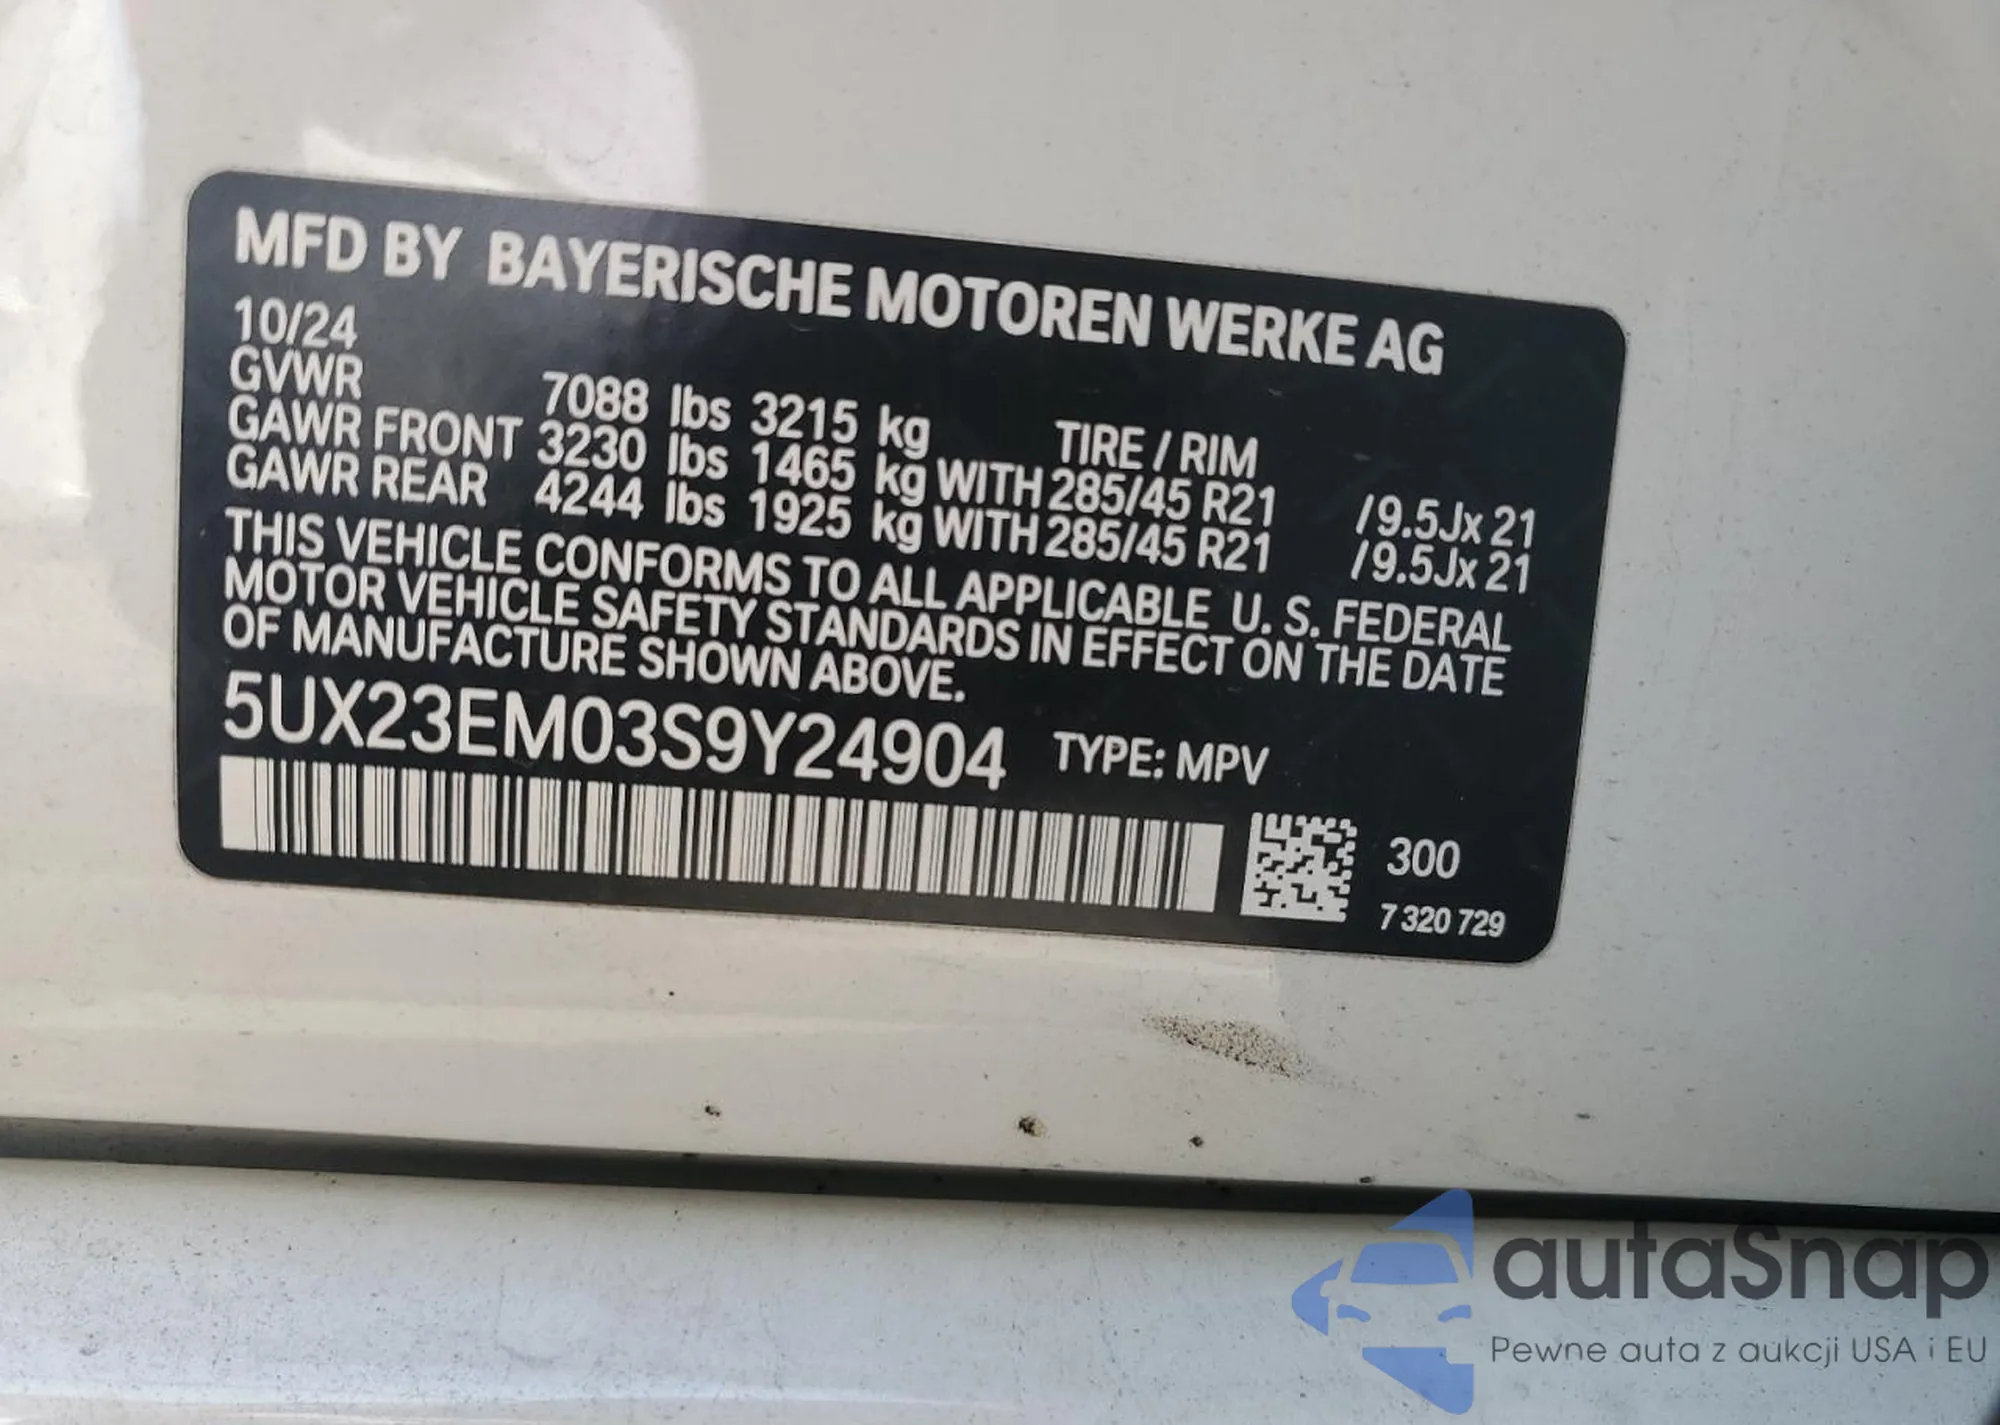 MFD BY BAYERISCHE MOTOREN WERKE AG
10/24
GVWR 7088 lbs 3215 kg TIRE / RIM
GAWR FRONT 3230 lbs 1465 kg WITH 285/45 R21 /9.5Jx 21
GAWR REAR 4244 lbs 1925 kg WITH 285/45 R21 /9.5Jx 21
THIS VEHICLE CONFORMS TO ALL APPLICABLE U. S. FEDERAL
MOTOR VEHICLE SAFETY STANDARDS IN EFFECT ON THE DATE
OF MANUFACTURE SHOWN ABOVE.
5UX23EM03S9Y24904 TYPE: MPV
300
7 320 729
autaSnap
Pewne auta z aukcji USA i EU